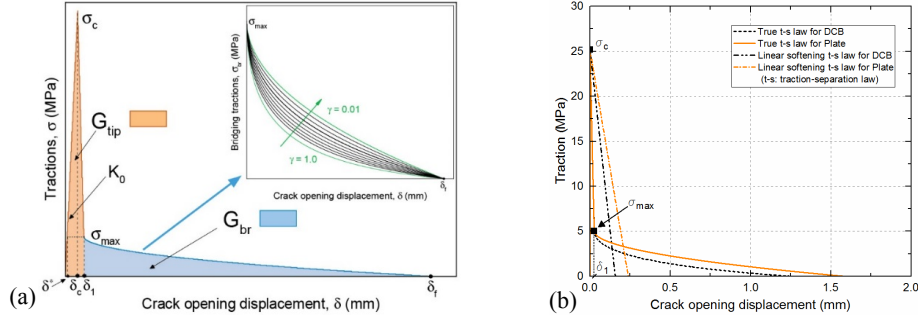 σc
Tractions, σ (MPa)
Gtip
K0
σmax
Gbr
δ°
δc
δ1
δf
Crack opening displacement, δ (mm)
(a)
σmax
Bridging tractions, σbr (MPa)
γ = 0.01
γ = 1.0
δf
Crack opening displacement, δ (mm)
Traction (MPa)
35
30
25
20
15
10
5
0
True t-s law for DCB
True t-s law for Plate
Linear softening t-s law for DCB
Linear softening t-s law for Plate
(t-s: traction-separation law)
σc
σmax
δ1
0.0 0.5 1.0 1.5 2.0
Crack opening displacement (mm)
(b)